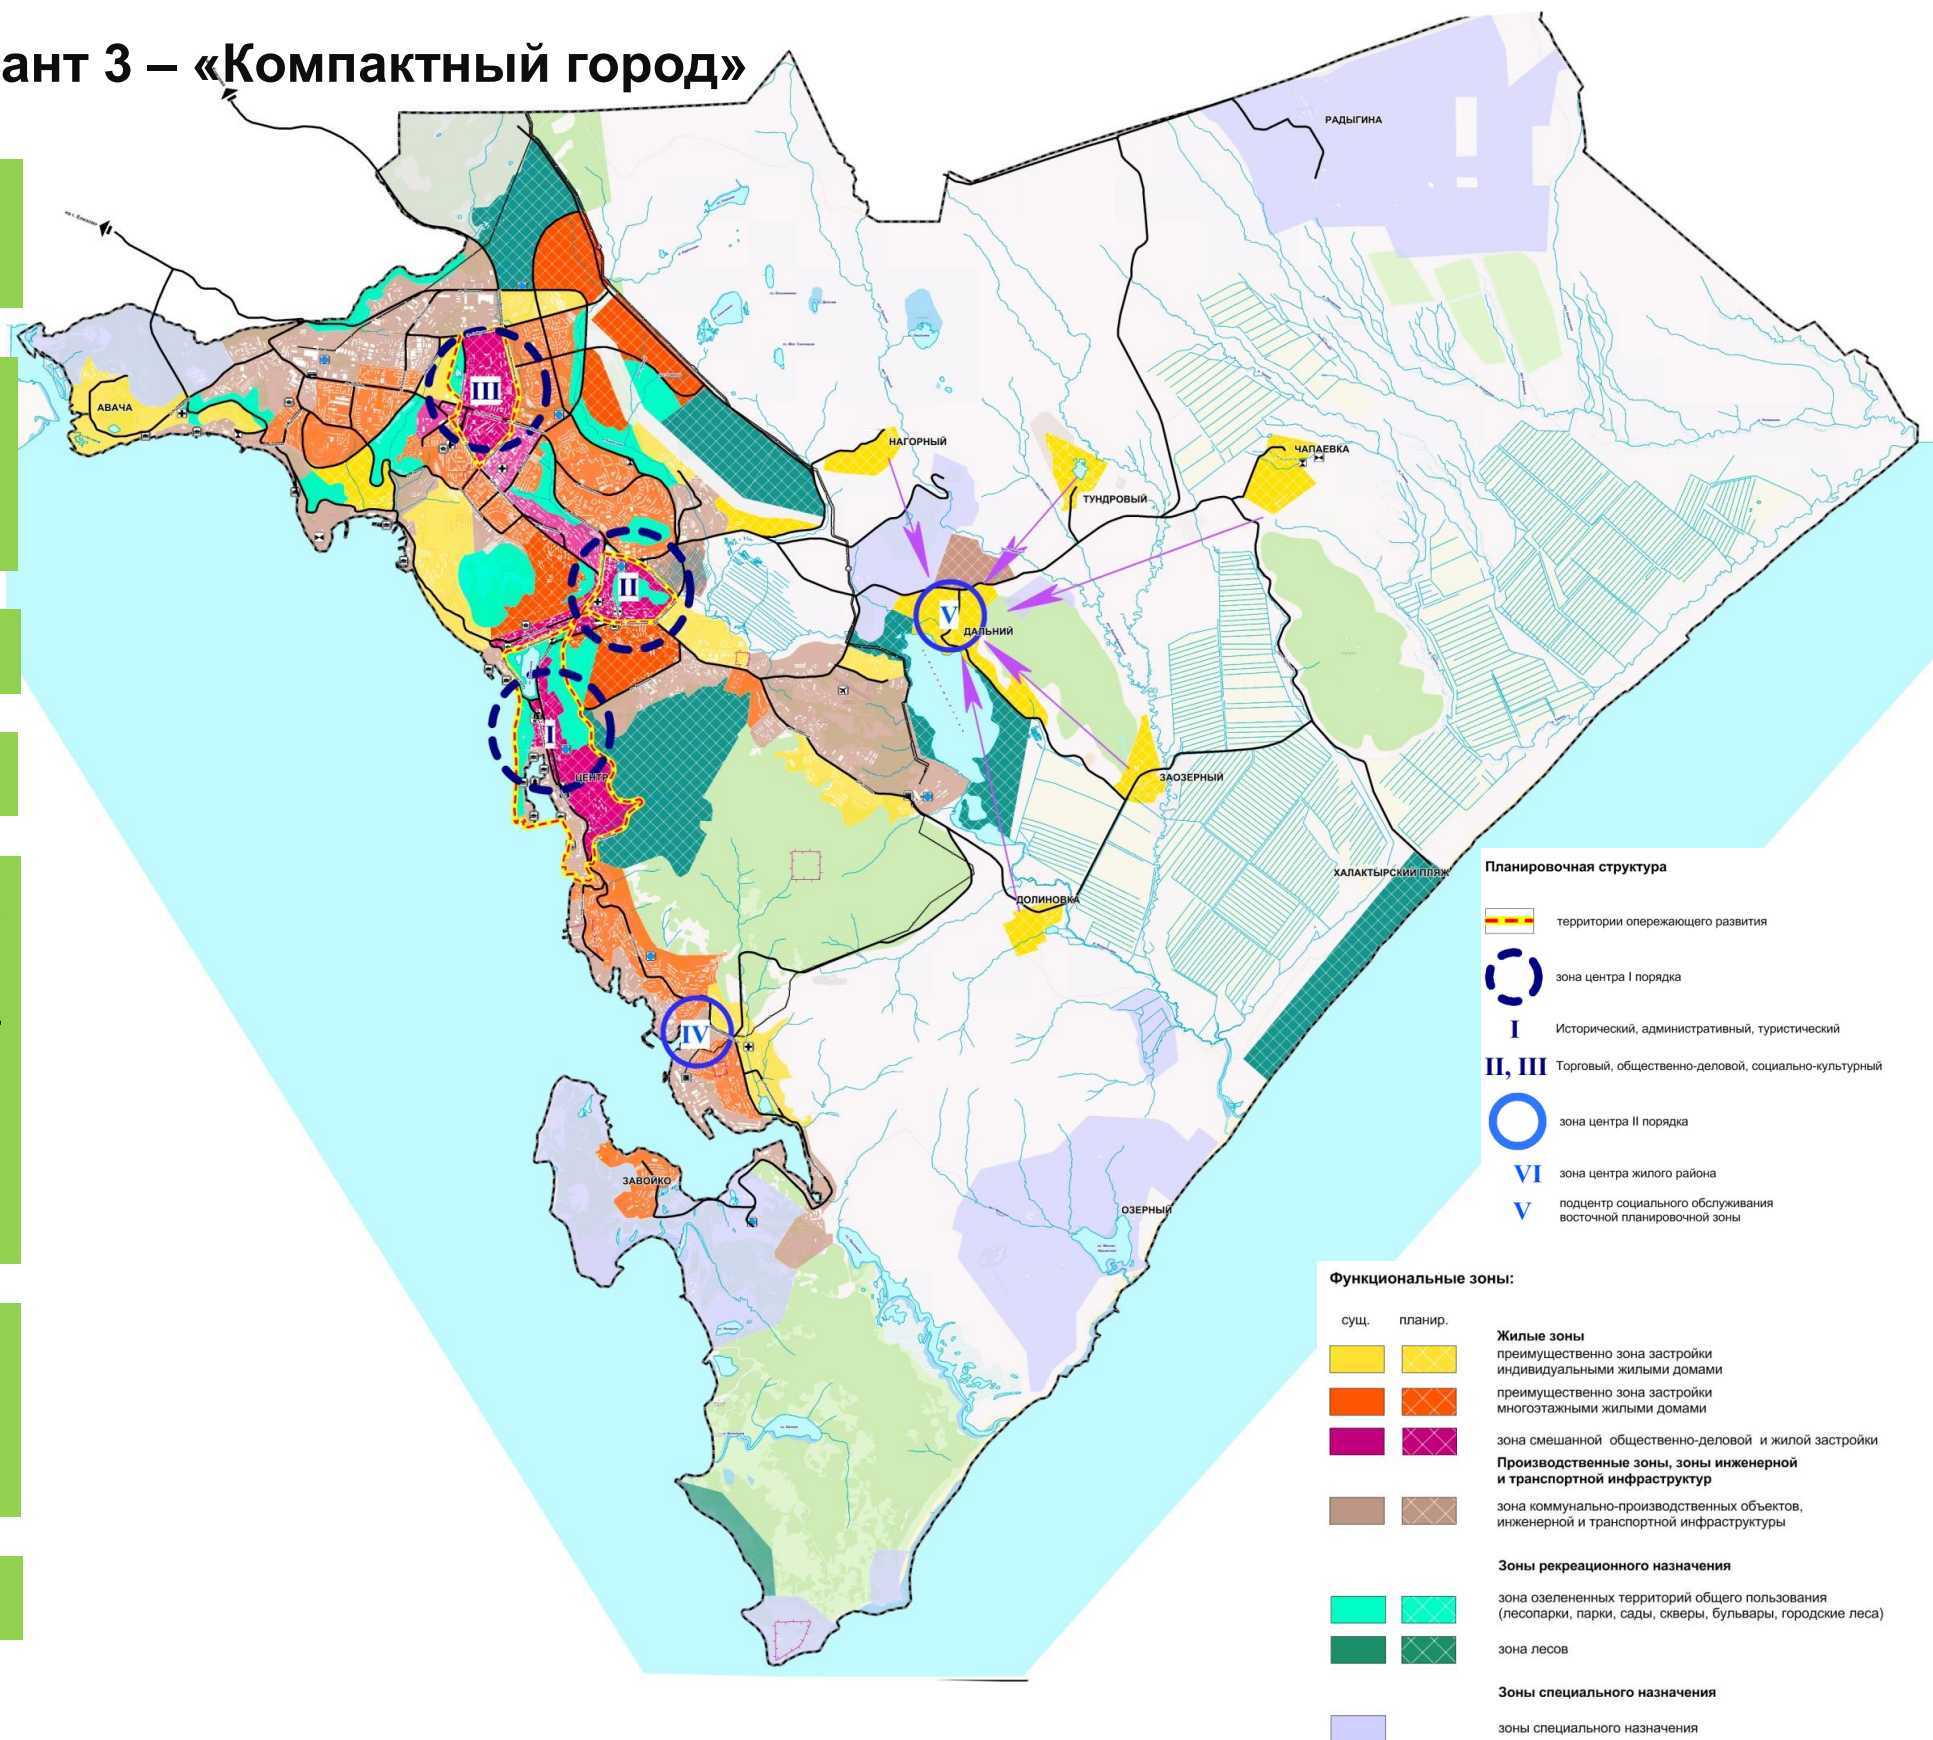 ант 3 – «Компактный город»
РАДЫГИНА
на г. Елизово
АВАЧА
III
НАГОРНЫЙ
ЧАПАЕВКА
ТУНДРОВЫЙ
II
V
ДАЛЬНИЙ
I
ЦЕНТР
ЗАОЗЕРНЫЙ
ХАЛАКТЫРСКИЙ ПЛЯЖ
ДОЛИНОВКА
IV
ЗАВОЙКО
ОЗЕРНЫЙ
Планировочная структура
территории опережающего развития
зона центра I порядка
I Исторический, административный, туристический
II, III Торговый, общественно-деловой, социально-культурный
зона центра II порядка
VI зона центра жилого района
V подцентр социального обслуживания
восточной планировочной зоны
Функциональные зоны:
сущ. планир.
Жилые зоны
преимущественно зона застройки
индивидуальными жилыми домами
преимущественно зона застройки
многоэтажными жилыми домами
зона смешанной общественно-деловой и жилой застройки
Производственные зоны, зоны инженерной
и транспортной инфраструктур
зона коммунально-производственных объектов,
инженерной и транспортной инфраструктуры
Зоны рекреационного назначения
зона озелененных территорий общего пользования
(лесопарки, парки, сады, скверы, бульвары, городские леса)
зона лесов
Зоны специального назначения
зоны специального назначения